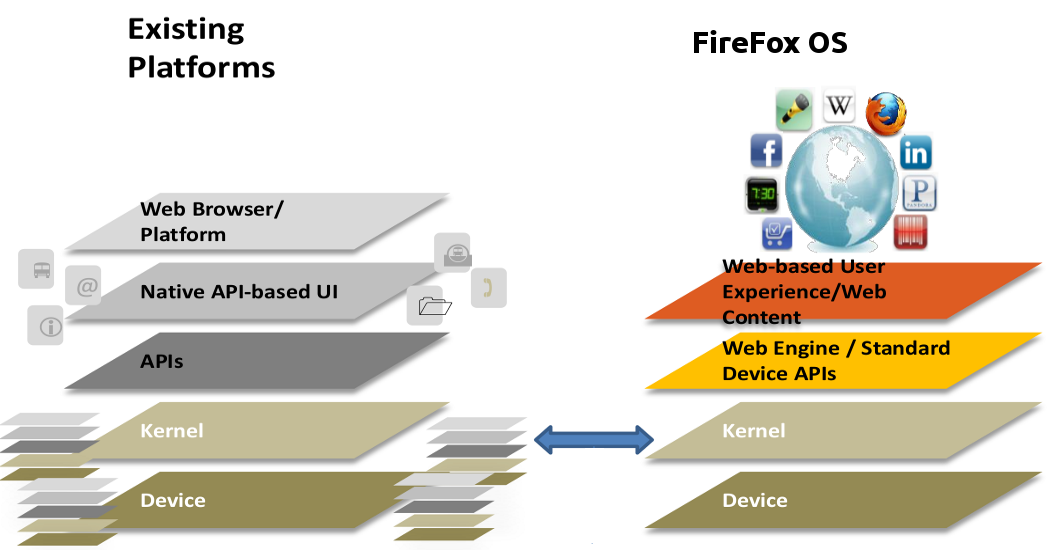 Existing
Platforms
Web Browser/
Platform
@
Native API-based UI
i
APIs
Kernel
Device
FireFox OS
W
f
in
7:30
P
PANDORA
Web-based User
Experience/Web
Content
Web Engine / Standard
Device APIs
Kernel
Device